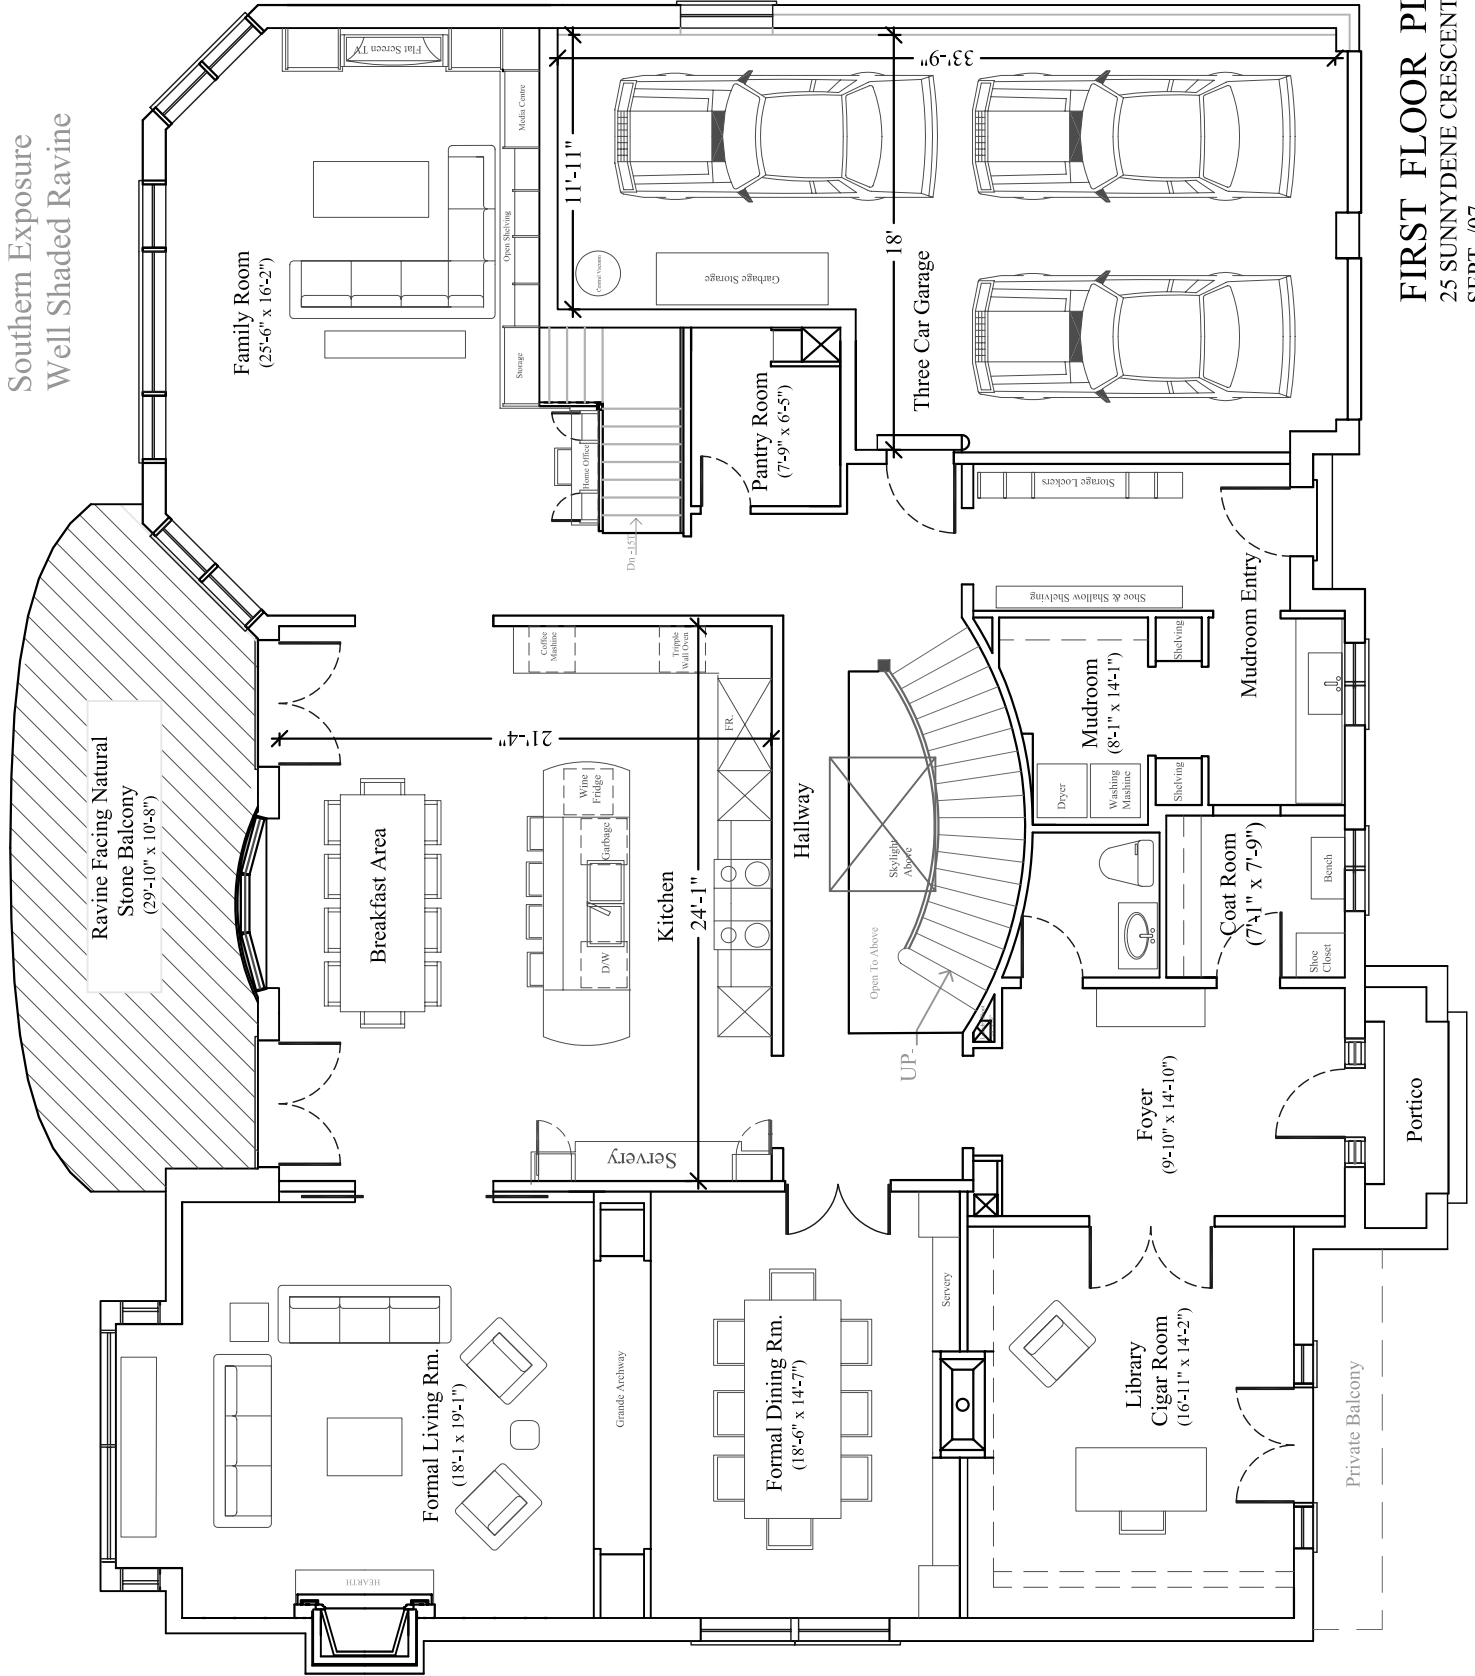 Southern Exposure
Well Shaded Ravine
Ravine Facing Natural
Stone Balcony
(29'-10" x 10'-8")
Family Room
(25'-6" x 16'-2")
Flat Screen TV
Media Centre
Open Shelving
Storage
Home Office
Dn -15T
11'-11"
33'-9"
18'
Central Vacuum
Garbage Storage
Three Car Garage
Pantry Room
(7'-9" x 6'-5")
Storage Lockers
Shoe & Shallow Shelving
Mudroom Entry
Mudroom
(8'-1" x 14'-1")
Shelving
Shelving
Dryer
Washing
Mashine
Coat Room
(7'-1" x 7'-9")
Bench
Shoe
Closet
Breakfast Area
21'-4"
Coffee
Mashine
Tripple
Wall Oven
FR.
Wine
Fridge
Garbage
D/W
Kitchen
24'-1"
Servery
Hallway
Skylight
Above
Open To Above
UP-
Foyer
(9'-10" x 14'-10")
Portico
Formal Living Rm.
(18'-1 x 19'-1")
HEARTH
Grande Archway
Formal Dining Rm.
(18'-6" x 14'-7")
Servery
Library
Cigar Room
(16'-11" x 14'-2")
Private Balcony
FIRST FLOOR PL
25 SUNNYDENE CRESCENT
SEPT. /07